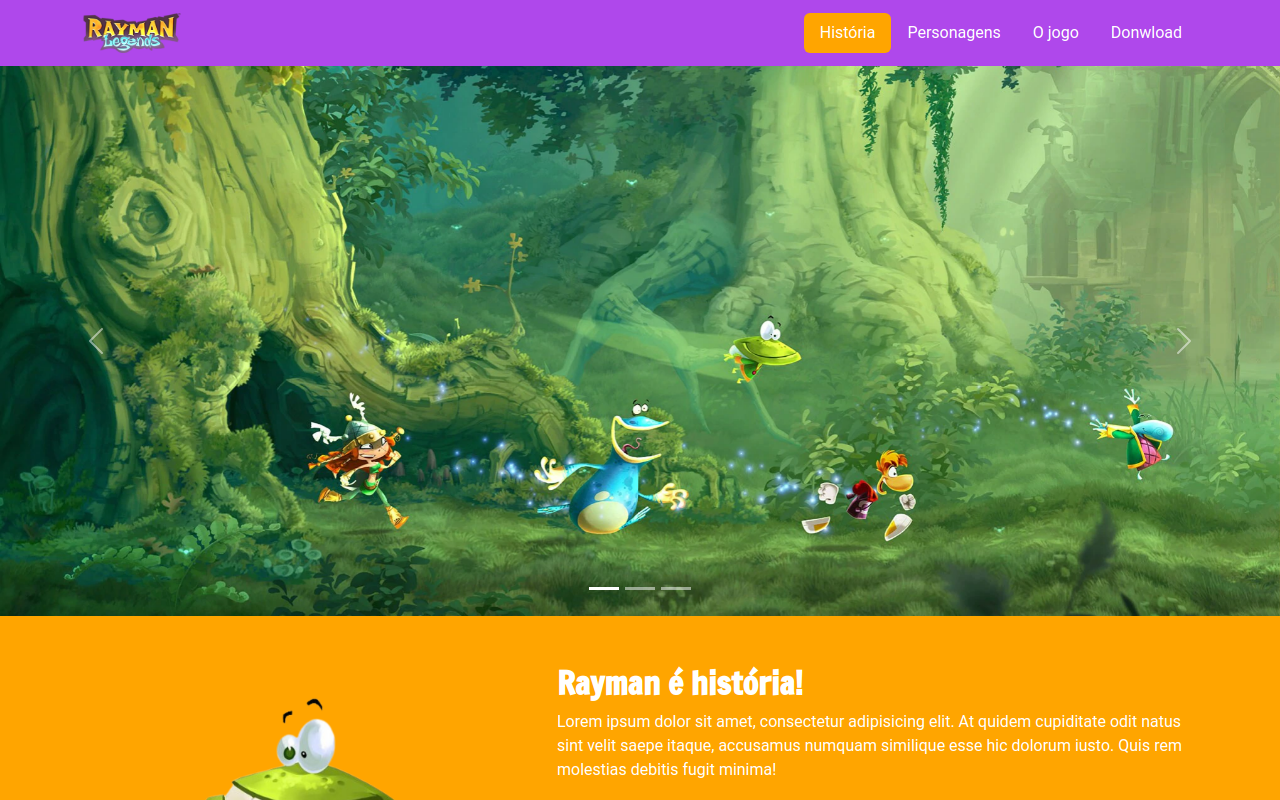 RAYMAN
Legends
História
Personagens
O jogo
Donwload
Rayman é história!
Lorem ipsum dolor sit amet, consectetur adipisicing elit. At quidem cupiditate odit natus
sint velit saepe itaque, accusamus numquam similique esse hic dolorum iusto. Quis rem
molestias debitis fugit minima!